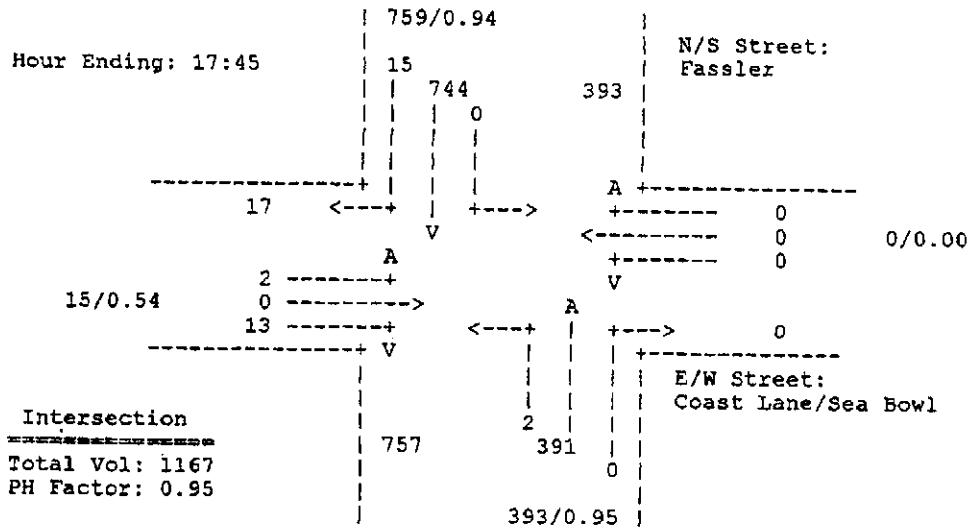 759/0.94
Hour Ending: 17:45
N/S Street:
Fassler
15
744
393
0
17
0
0
0/0.00
0
2
15/0.54
0
13
0
E/W Street:
Coast Lane/Sea Bowl
Intersection
2
757
391
Total Vol: 1167
0
PH Factor: 0.95
393/0.95